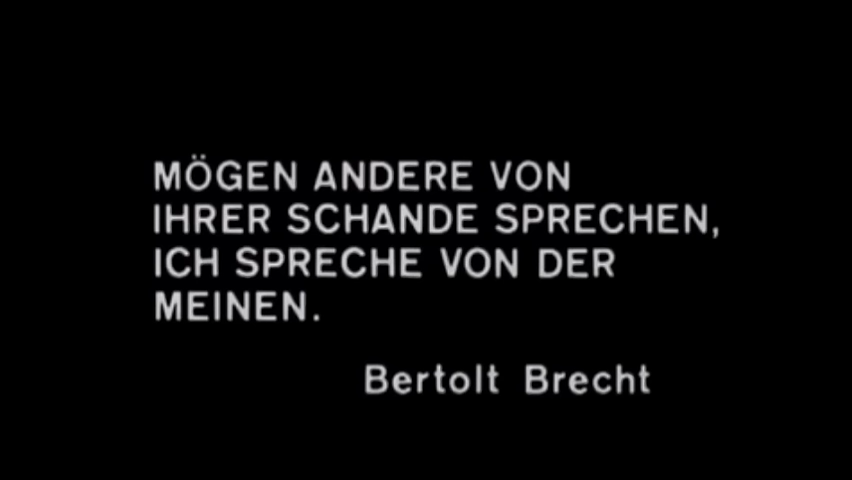 MÖGEN ANDERE VON
IHRER SCHANDE SPRECHEN,
ICH SPRECHE VON DER
MEINEN.
Bertolt Brecht